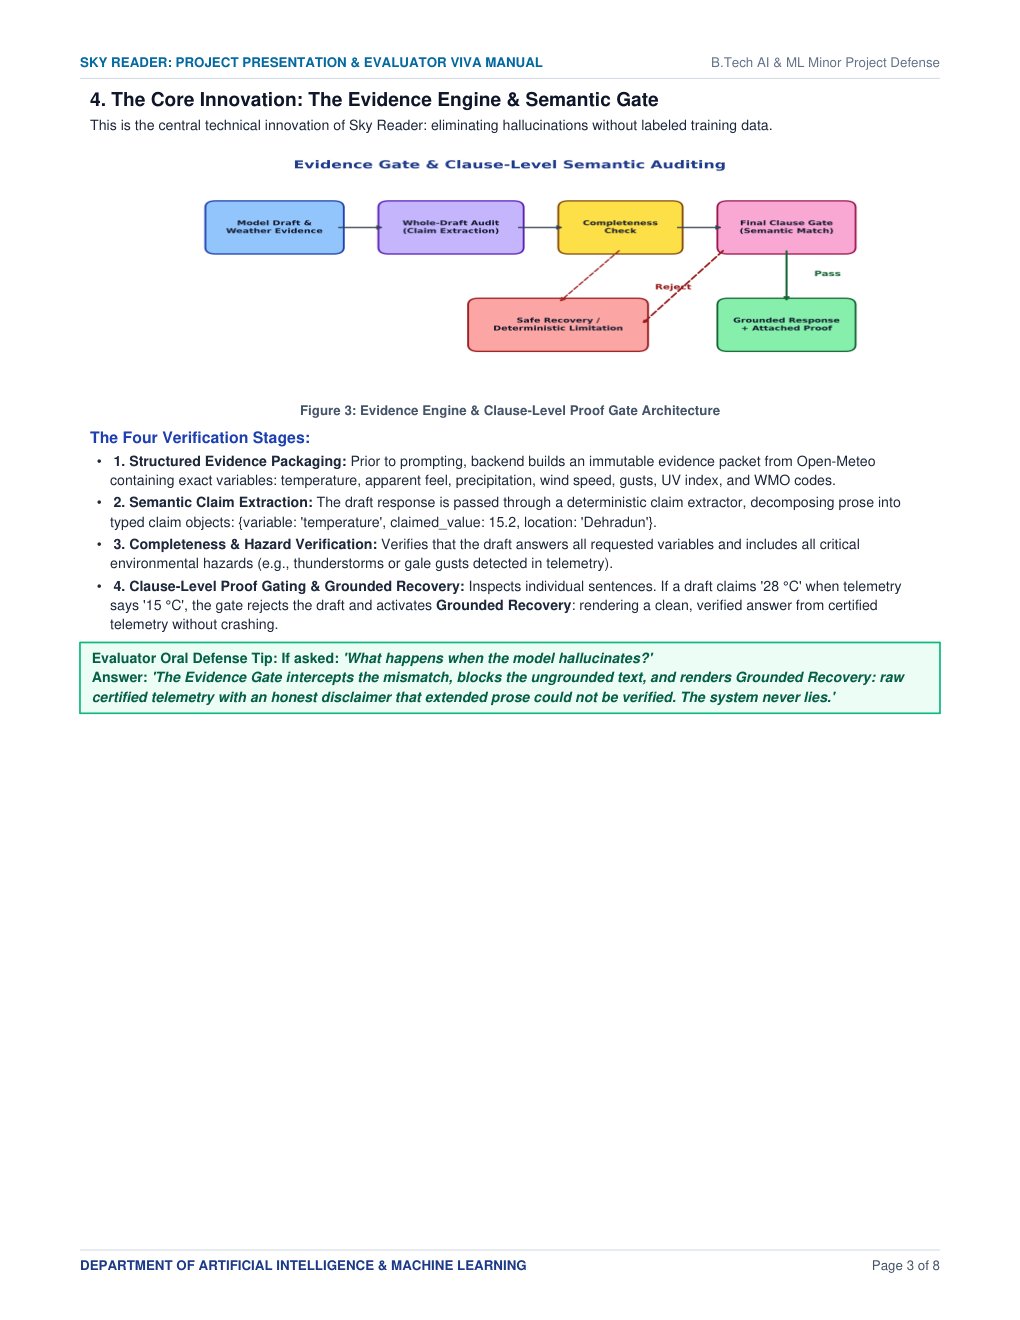 SKY READER: PROJECT PRESENTATION & EVALUATOR VIVA MANUAL
B.Tech AI & ML Minor Project Defense
4. The Core Innovation: The Evidence Engine & Semantic Gate
This is the central technical innovation of Sky Reader: eliminating hallucinations without labeled training data.
Evidence Gate & Clause-Level Semantic Auditing
Model Draft &
Weather Evidence
Whole-Draft Audit
(Claim Extraction)
Completeness
Check
Final Clause Gate
(Semantic Match)
Pass
Reject
Safe Recovery /
Deterministic Limitation
Grounded Response
+ Attached Proof
Figure 3: Evidence Engine & Clause-Level Proof Gate Architecture
The Four Verification Stages:
• 1. Structured Evidence Packaging: Prior to prompting, backend builds an immutable evidence packet from Open-Meteo
containing exact variables: temperature, apparent feel, precipitation, wind speed, gusts, UV index, and WMO codes.
• 2. Semantic Claim Extraction: The draft response is passed through a deterministic claim extractor, decomposing prose into
typed claim objects: {variable: 'temperature', claimed_value: 15.2, location: 'Dehradun'}.
• 3. Completeness & Hazard Verification: Verifies that the draft answers all requested variables and includes all critical
environmental hazards (e.g., thunderstorms or gale gusts detected in telemetry).
• 4. Clause-Level Proof Gating & Grounded Recovery: Inspects individual sentences. If a draft claims '28 °C' when telemetry
says '15 °C', the gate rejects the draft and activates Grounded Recovery: rendering a clean, verified answer from certified
telemetry without crashing.
Evaluator Oral Defense Tip: If asked: 'What happens when the model hallucinates?'
Answer: 'The Evidence Gate intercepts the mismatch, blocks the ungrounded text, and renders Grounded Recovery: raw
certified telemetry with an honest disclaimer that extended prose could not be verified. The system never lies.'
DEPARTMENT OF ARTIFICIAL INTELLIGENCE & MACHINE LEARNING
Page 3 of 8